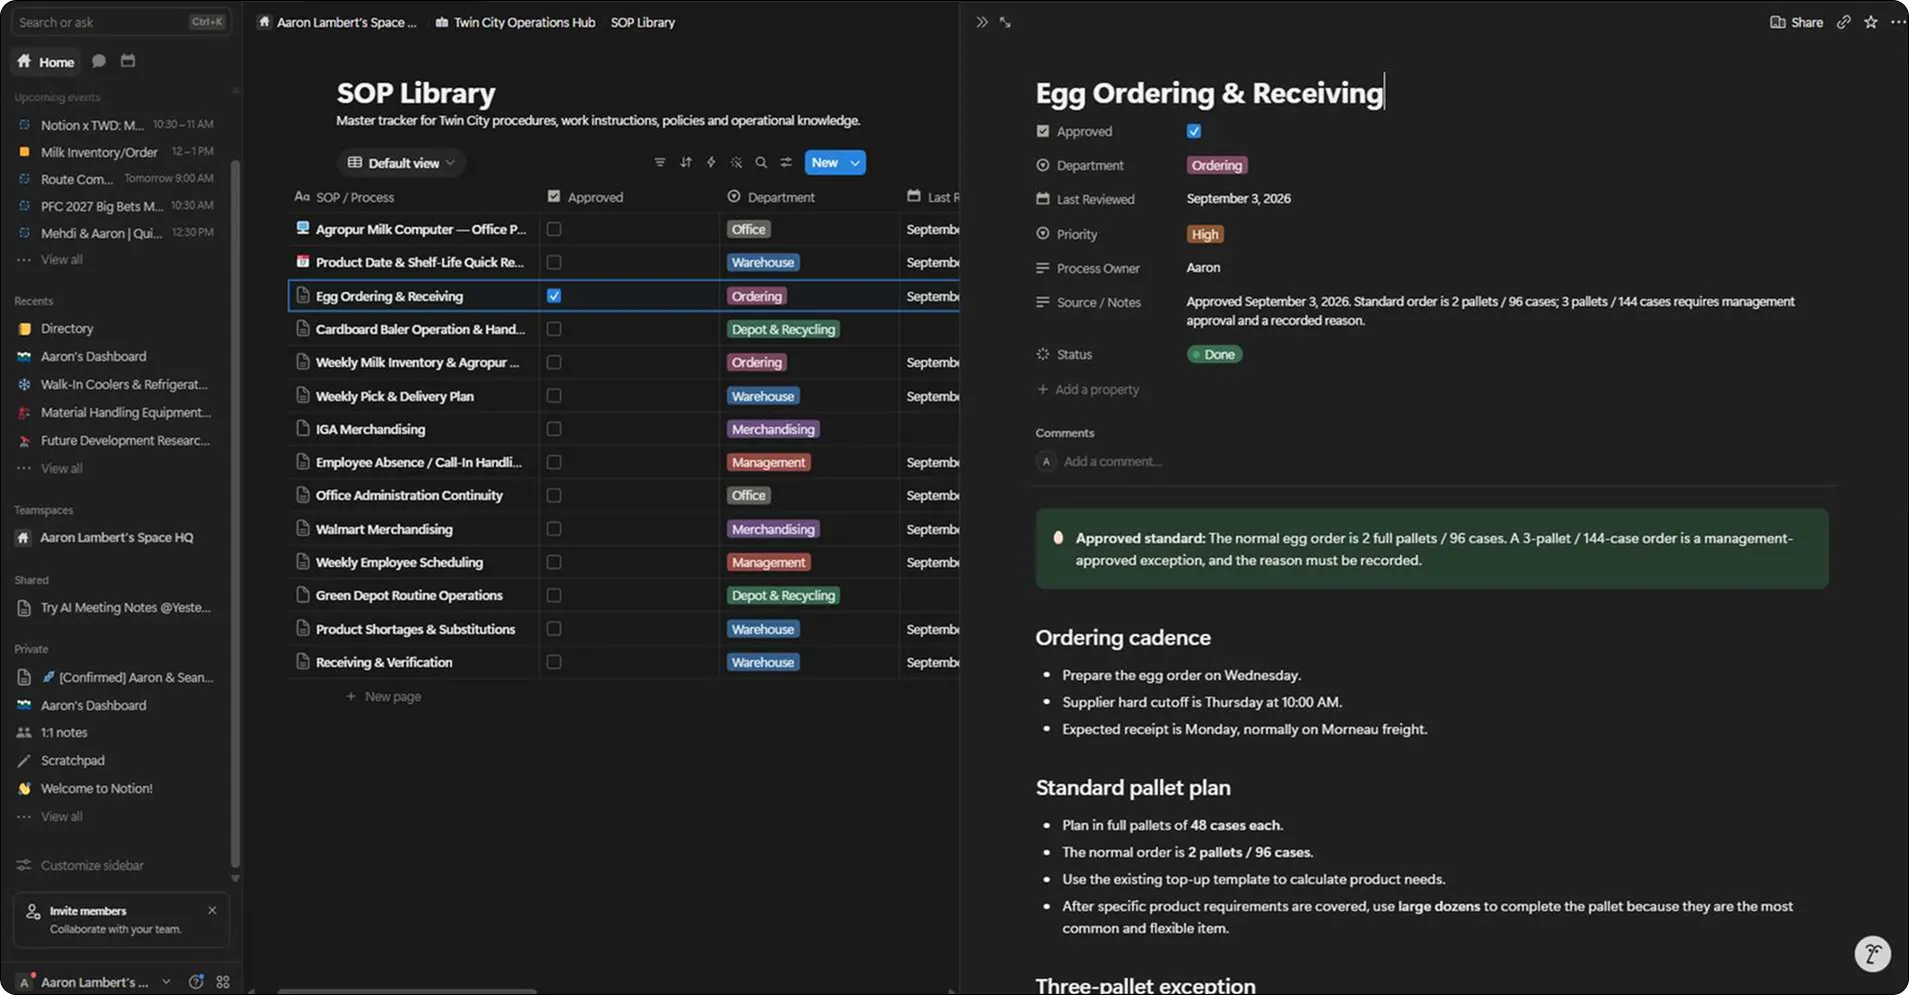 Search or ask
Ctrl+K
Home
Upcoming events
Notion x TWD: M... 10:30 – 11 AM
Milk Inventory/Order 12 – 1 PM
Route Com... Tomorrow 9:00 AM
PFC 2027 Big Bets M... 10:30 AM
Mehdi & Aaron | Qui... 12:30 PM
View all
Recents
Directory
Aaron's Dashboard
Walk-In Coolers & Refrigerat...
Material Handling Equipment...
Future Development Researc...
View all
Teamspaces
Aaron Lambert's Space HQ
Shared
Try AI Meeting Notes @Yeste...
Private
[Confirmed] Aaron & Sean...
Aaron's Dashboard
1:1 notes
Scratchpad
Welcome to Notion!
View all
Customize sidebar
Invite members
Collaborate with your team.
A Aaron Lambert's ...
Aaron Lambert's Space ... Twin City Operations Hub SOP Library
SOP Library
Master tracker for Twin City procedures, work instructions, policies and operational knowledge.
Default view
New
Aa SOP / Process Approved Department Last R
Agropur Milk Computer — Office P... Office Septembe
Product Date & Shelf-Life Quick Re... Warehouse Septembe
Egg Ordering & Receiving Ordering Septembe
Cardboard Baler Operation & Hand... Depot & Recycling
Weekly Milk Inventory & Agropur ... Ordering Septembe
Weekly Pick & Delivery Plan Warehouse Septembe
IGA Merchandising Merchandising
Employee Absence / Call-In Handli... Management Septembe
Office Administration Continuity Office Septembe
Walmart Merchandising Merchandising Septembe
Weekly Employee Scheduling Management Septembe
Green Depot Routine Operations Depot & Recycling
Product Shortages & Substitutions Warehouse Septembe
Receiving & Verification Warehouse Septembe
+ New page
Share
Egg Ordering & Receiving
Approved
Department Ordering
Last Reviewed September 3, 2026
Priority High
Process Owner Aaron
Source / Notes Approved September 3, 2026. Standard order is 2 pallets / 96 cases; 3 pallets / 144 cases requires management
approval and a recorded reason.
Status Done
+ Add a property
Comments
A Add a comment...
Approved standard: The normal egg order is 2 full pallets / 96 cases. A 3-pallet / 144-case order is a management-
approved exception, and the reason must be recorded.
Ordering cadence
• Prepare the egg order on Wednesday.
• Supplier hard cutoff is Thursday at 10:00 AM.
• Expected receipt is Monday, normally on Morneau freight.
Standard pallet plan
• Plan in full pallets of 48 cases each.
• The normal order is 2 pallets / 96 cases.
• Use the existing top-up template to calculate product needs.
• After specific product requirements are covered, use large dozens to complete the pallet because they are the most
common and flexible item.
Three-pallet exception